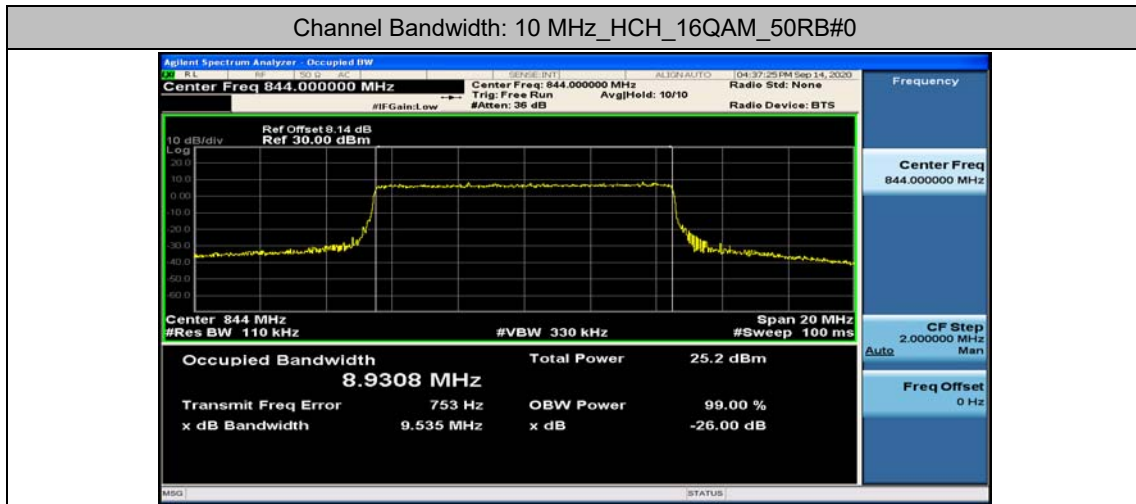 Channel Bandwidth: 10 MHz_HCH_16QAM_50RB#0
Agilent Spectrum Analyzer - Occupied BW
RL RF 50 Ω AC SENSE:INT ALIGN AUTO 04:37:25 PM Sep 14, 2020
Center Freq 844.000000 MHz Center Freq: 844.000000 MHz Radio Std: None
Trig: Free Run Avg|Hold: 10/10
#IFGain:Low #Atten: 36 dB Radio Device: BTS
Ref Offset 8.14 dB
10 dB/div Ref 30.00 dBm
Log
20.0
10.0
0.00
-10.0
-20.0
-30.0
-40.0
-50.0
-60.0
Center 844 MHz Span 20 MHz
#Res BW 110 kHz #VBW 330 kHz #Sweep 100 ms
Occupied Bandwidth Total Power 25.2 dBm
8.9308 MHz
Transmit Freq Error 753 Hz OBW Power 99.00 %
x dB Bandwidth 9.535 MHz x dB -26.00 dB
MSG STATUS
Frequency
Center Freq
844.000000 MHz
CF Step
2.000000 MHz
Auto Man
Freq Offset
0 Hz